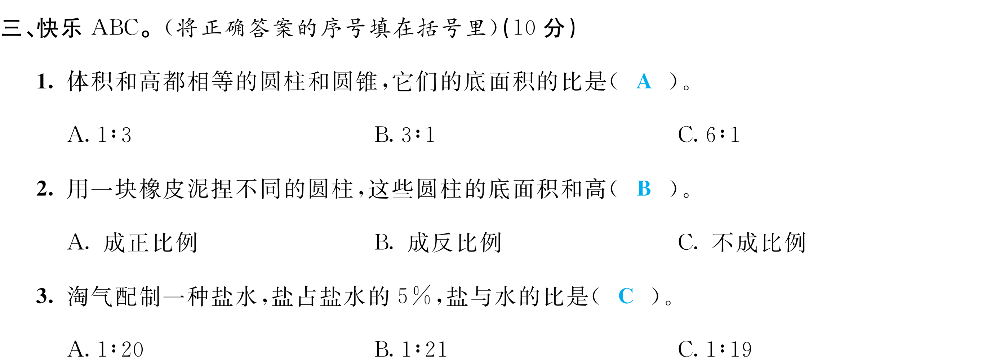 三、快乐 ABC。(将正确答案的序号填在括号里)(10 分)
1. 体积和高都相等的圆柱和圆锥,它们的底面积的比是( A )。
A. 1∶3 B. 3∶1 C. 6∶1
2. 用一块橡皮泥捏不同的圆柱,这些圆柱的底面积和高( B )。
A. 成正比例 B. 成反比例 C. 不成比例
3. 淘气配制一种盐水,盐占盐水的 5%,盐与水的比是( C )。
A. 1∶20 B. 1∶21 C. 1∶19